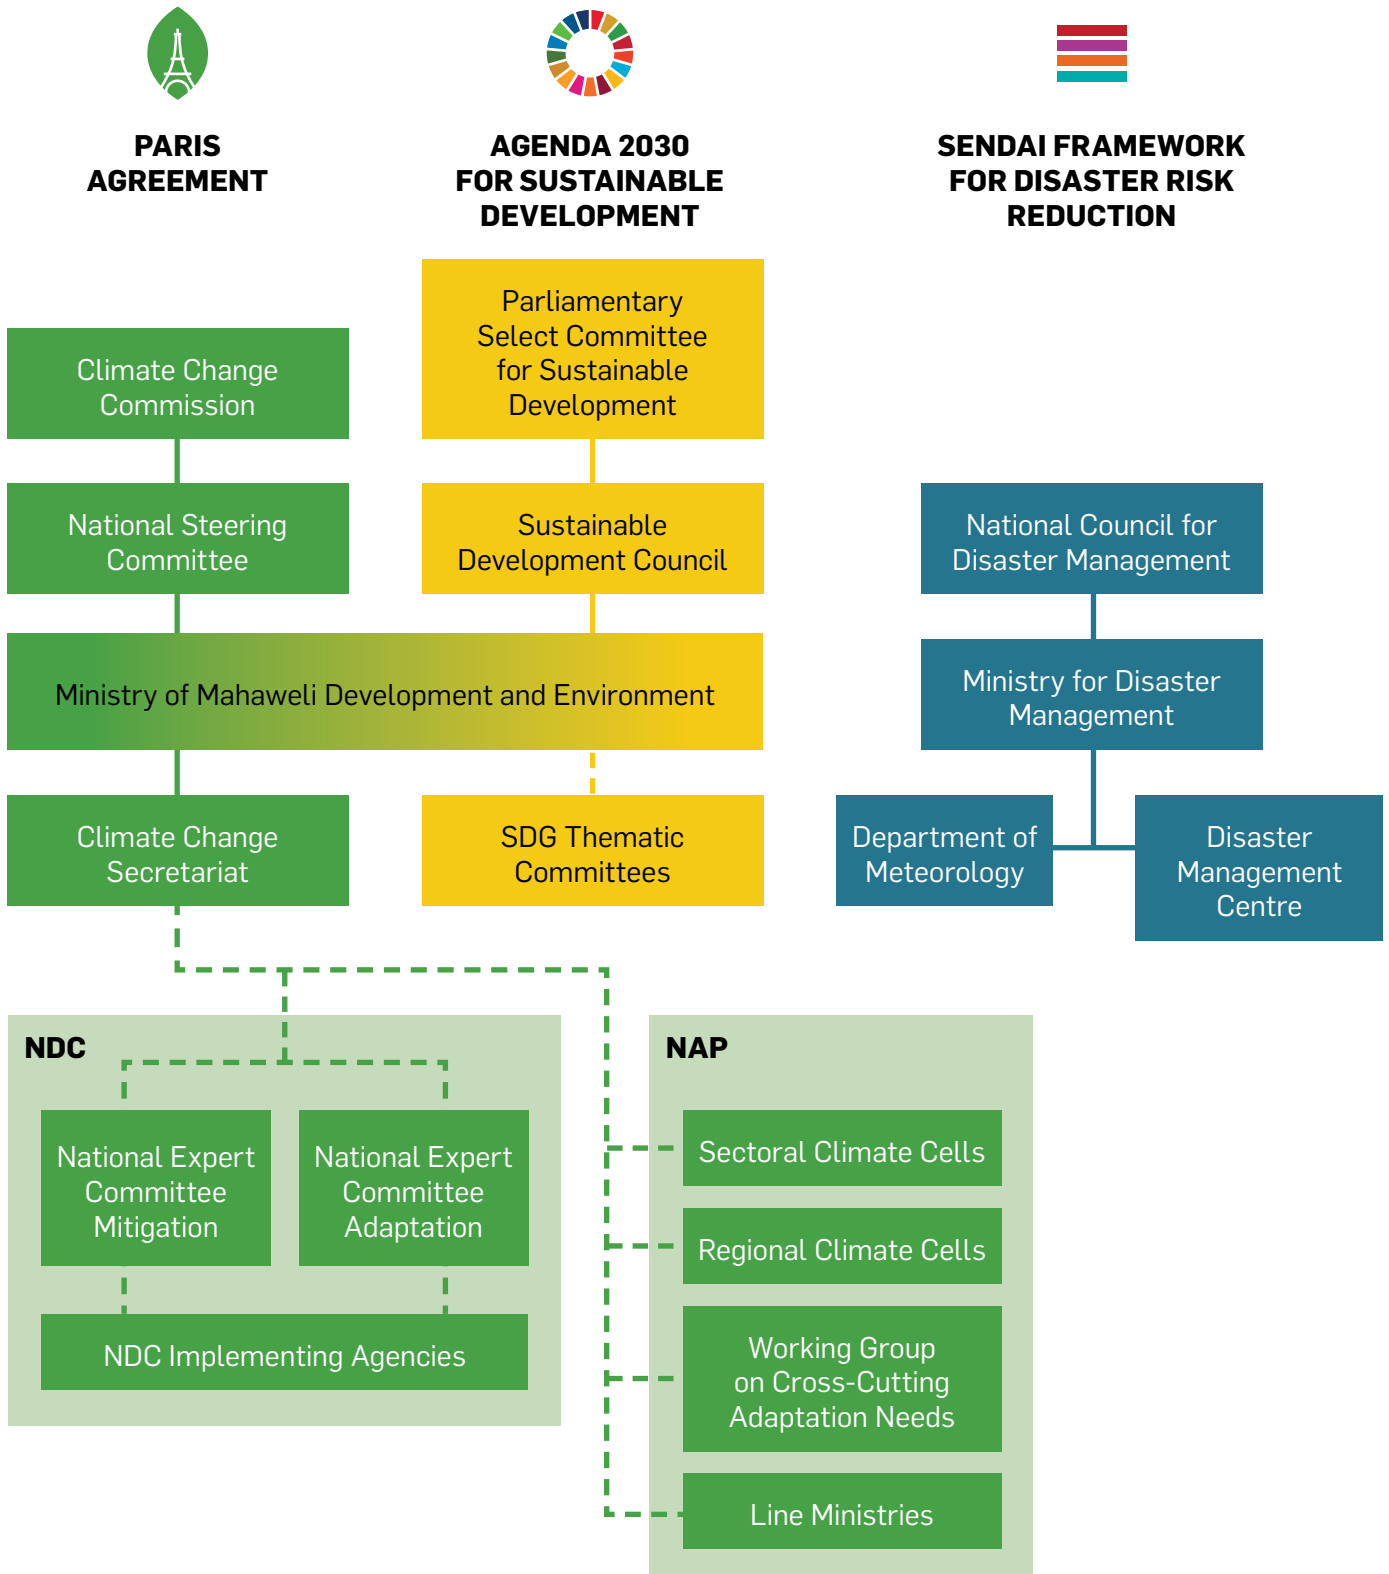 PARIS
AGREEMENT
AGENDA 2030
FOR SUSTAINABLE
DEVELOPMENT
SENDAI FRAMEWORK
FOR DISASTER RISK
REDUCTION
Climate Change
Commission
Parliamentary
Select Committee
for Sustainable
Development
National Steering
Committee
Sustainable
Development Council
National Council for
Disaster Management
Ministry of Mahaweli Development and Environment
Ministry for Disaster
Management
Climate Change
Secretariat
SDG Thematic
Committees
Department of
Meteorology
Disaster
Management
Centre
NDC
National Expert
Committee
Mitigation
National Expert
Committee
Adaptation
NDC Implementing Agencies
NAP
Sectoral Climate Cells
Regional Climate Cells
Working Group
on Cross-Cutting
Adaptation Needs
Line Ministries